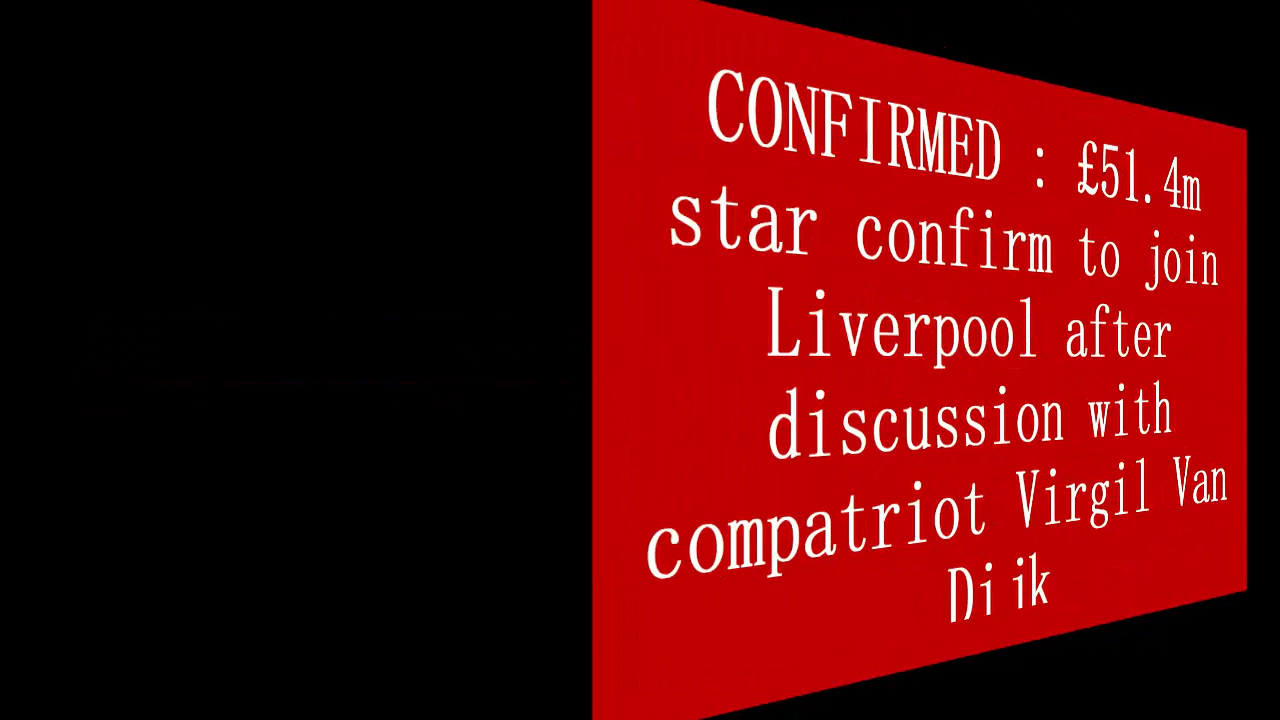 CONFIRMED : £51.4m
star confirm to join
Liverpool after
discussion with
compatriot Virgil Van
Dijk